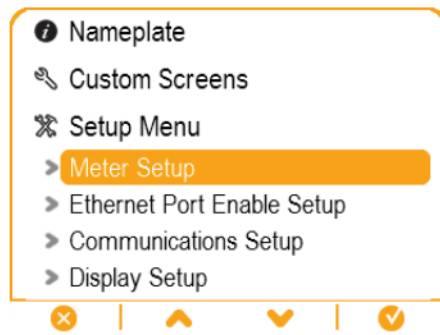 Nameplate
Custom Screens
Setup Menu
Meter Setup
Ethernet Port Enable Setup
Communications Setup
Display Setup